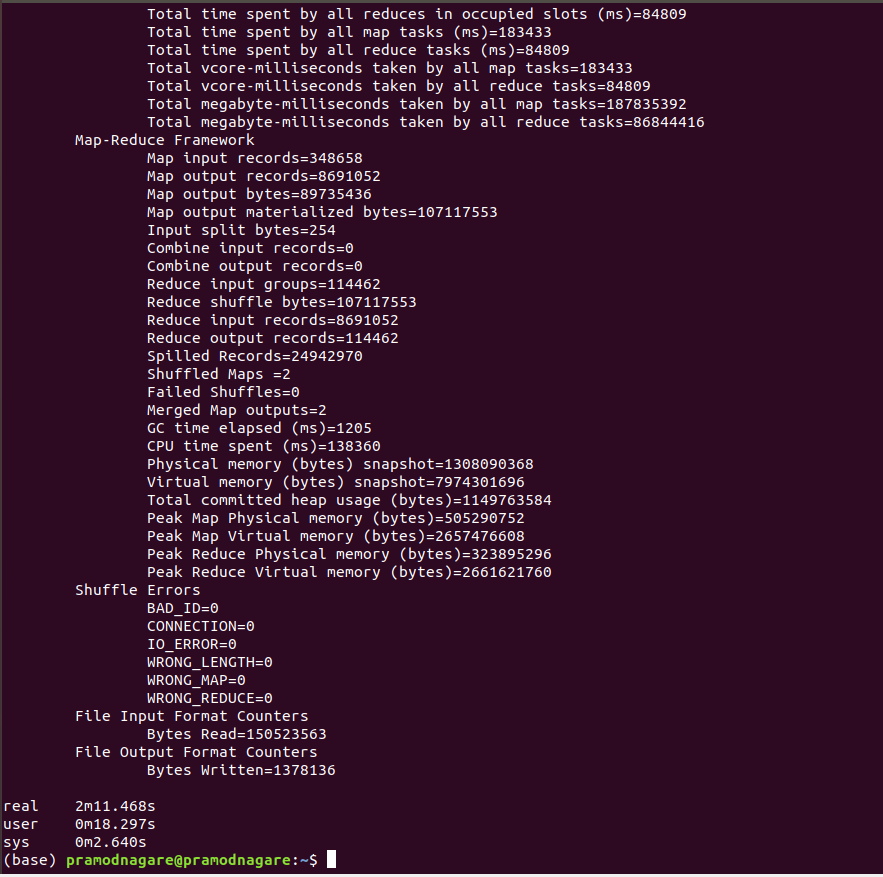 Total time spent by all reduces in occupied slots (ms)=84809
Total time spent by all map tasks (ms)=183433
Total time spent by all reduce tasks (ms)=84809
Total vcore-milliseconds taken by all map tasks=183433
Total vcore-milliseconds taken by all reduce tasks=84809
Total megabyte-milliseconds taken by all map tasks=187835392
Total megabyte-milliseconds taken by all reduce tasks=86844416
Map-Reduce Framework
Map input records=348658
Map output records=8691052
Map output bytes=89735436
Map output materialized bytes=107117553
Input split bytes=254
Combine input records=0
Combine output records=0
Reduce input groups=114462
Reduce shuffle bytes=107117553
Reduce input records=8691052
Reduce output records=114462
Spilled Records=24942970
Shuffled Maps =2
Failed Shuffles=0
Merged Map outputs=2
GC time elapsed (ms)=1205
CPU time spent (ms)=138360
Physical memory (bytes) snapshot=1308090368
Virtual memory (bytes) snapshot=7974301696
Total committed heap usage (bytes)=1149763584
Peak Map Physical memory (bytes)=505290752
Peak Map Virtual memory (bytes)=2657476608
Peak Reduce Physical memory (bytes)=323895296
Peak Reduce Virtual memory (bytes)=2661621760
Shuffle Errors
BAD_ID=0
CONNECTION=0
IO_ERROR=0
WRONG_LENGTH=0
WRONG_MAP=0
WRONG_REDUCE=0
File Input Format Counters
Bytes Read=150523563
File Output Format Counters
Bytes Written=1378136
real 2m11.468s
user 0m18.297s
sys 0m2.640s
(base) pramodnagare@pramodnagare:~$